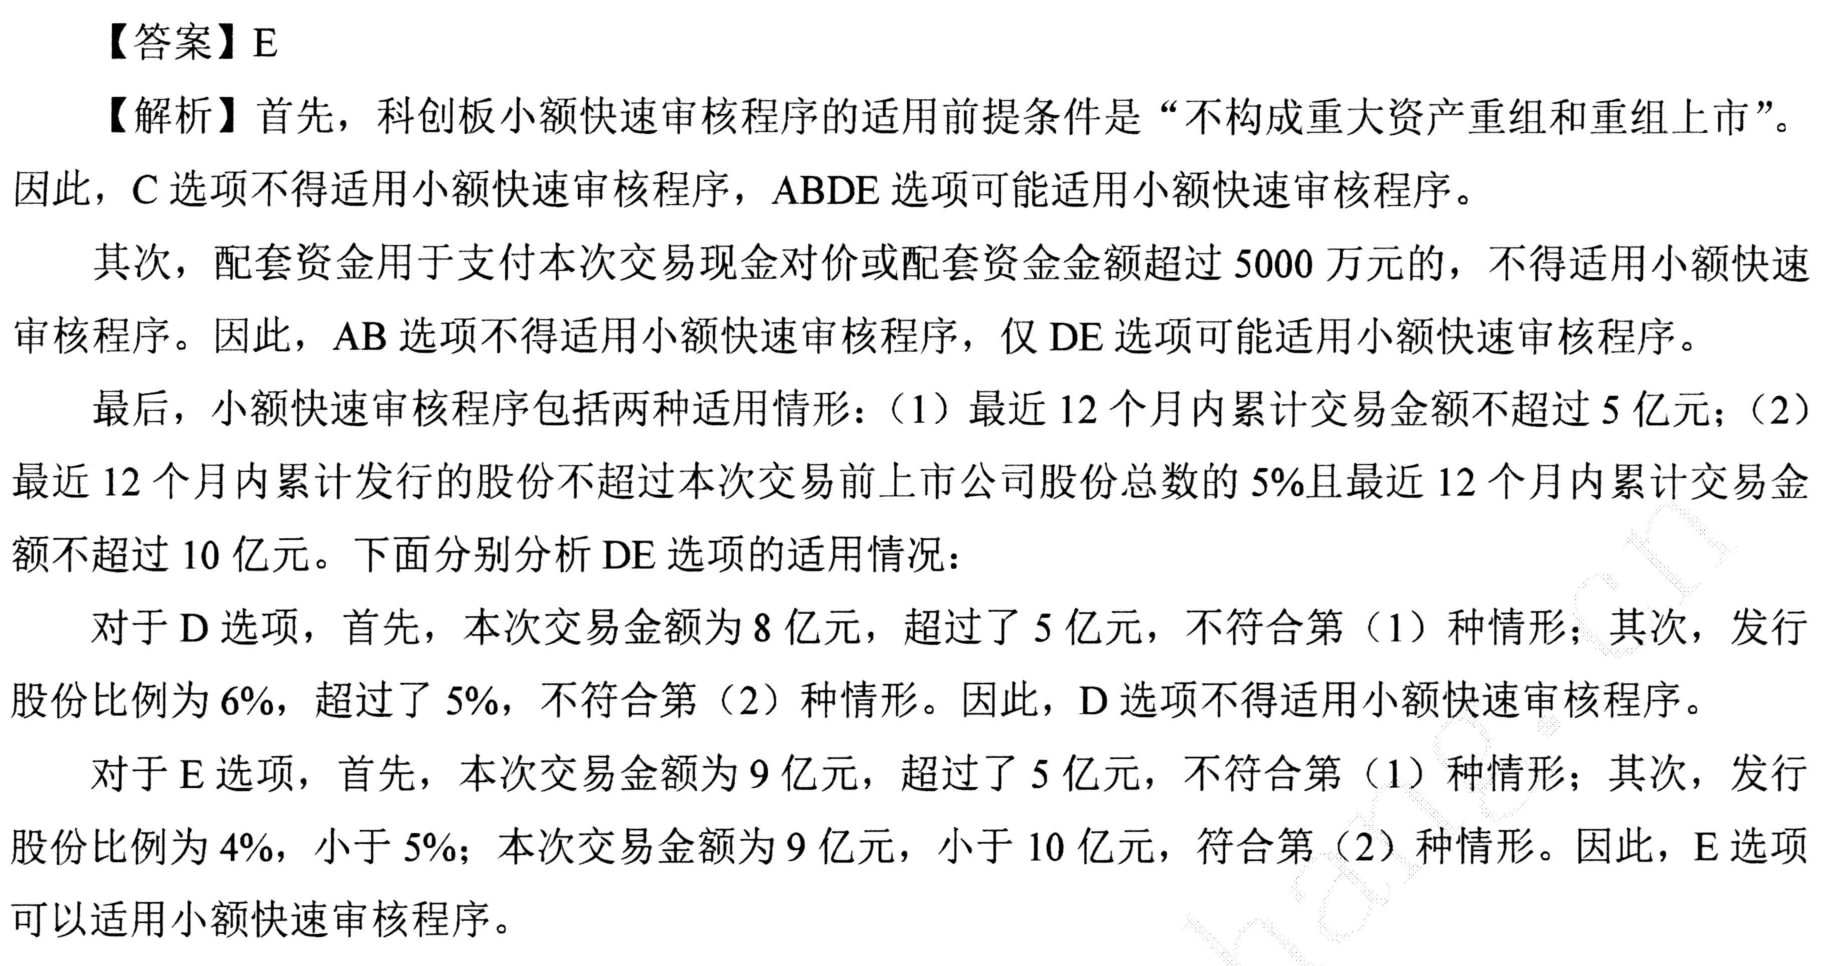 【答案】E
【解析】首先，科创板小额快速审核程序的适用前提条件是“不构成重大资产重组和重组上市”。
因此，C 选项不得适用小额快速审核程序，ABDE 选项可能适用小额快速审核程序。
其次，配套资金用于支付本次交易现金对价或配套资金金额超过 5000 万元的，不得适用小额快速
审核程序。因此，AB 选项不得适用小额快速审核程序，仅 DE 选项可能适用小额快速审核程序。
最后，小额快速审核程序包括两种适用情形：（1）最近 12 个月内累计交易金额不超过 5 亿元；（2）
最近 12 个月内累计发行的股份不超过本次交易前上市公司股份总数的 5%且最近 12 个月内累计交易金
额不超过 10 亿元。下面分别分析 DE 选项的适用情况：
对于 D 选项，首先，本次交易金额为 8 亿元，超过了 5 亿元，不符合第（1）种情形；其次，发行
股份比例为 6%，超过了 5%，不符合第（2）种情形。因此，D 选项不得适用小额快速审核程序。
对于 E 选项，首先，本次交易金额为 9 亿元，超过了 5 亿元，不符合第（1）种情形；其次，发行
股份比例为 4%，小于 5%；本次交易金额为 9 亿元，小于 10 亿元，符合第（2）种情形。因此，E 选项
可以适用小额快速审核程序。